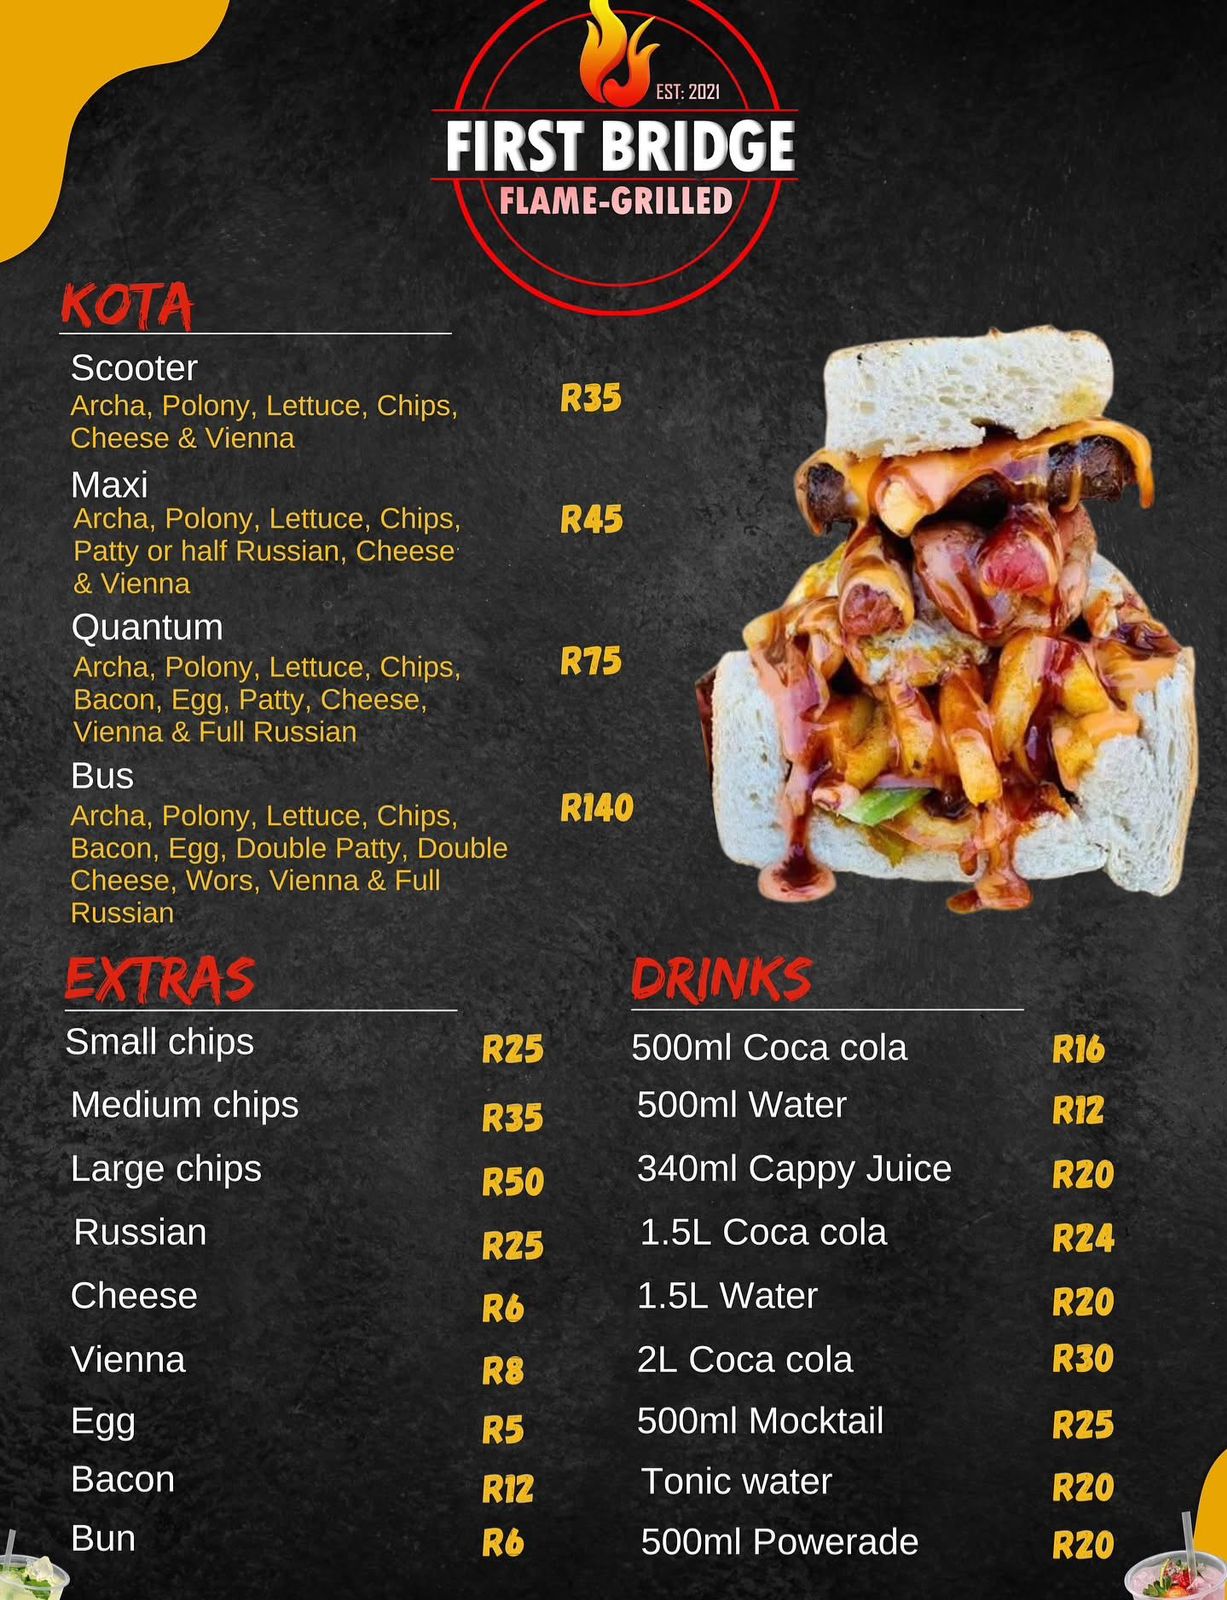 EST: 2021
FIRST BRIDGE
FLAME-GRILLED
KOTA
Scooter
Archa, Polony, Lettuce, Chips,
Cheese & Vienna
R35
Maxi
Archa, Polony, Lettuce, Chips,
Patty or half Russian, Cheese
& Vienna
R45
Quantum
Archa, Polony, Lettuce, Chips,
Bacon, Egg, Patty, Cheese,
Vienna & Full Russian
R75
Bus
Archa, Polony, Lettuce, Chips,
Bacon, Egg, Double Patty, Double
Cheese, Wors, Vienna & Full
Russian
R140
EXTRAS
Small chips R25
Medium chips R35
Large chips R50
Russian R25
Cheese R6
Vienna R8
Egg R5
Bacon R12
Bun R6
DRINKS
500ml Coca cola R16
500ml Water R12
340ml Cappy Juice R20
1.5L Coca cola R24
1.5L Water R20
2L Coca cola R30
500ml Mocktail R25
Tonic water R20
500ml Powerade R20